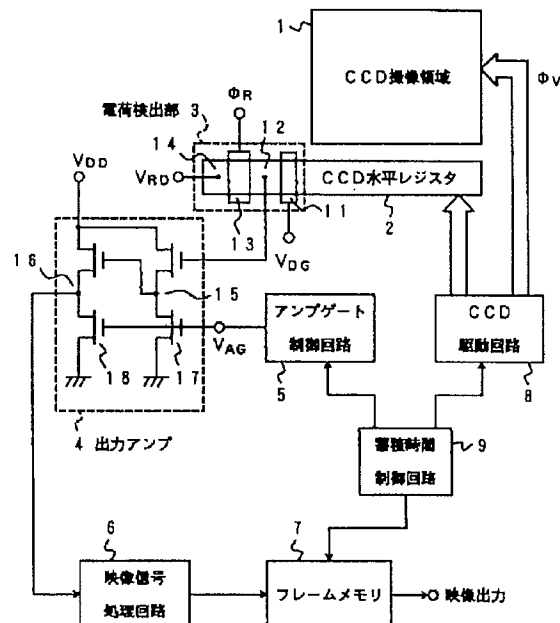 1
CCD撮像領域
ΦV
ΦR
電荷検出部 3
12
14
VDD
VRD
CCD水平レジスタ
13
11
2
VDG
16
15
アンプゲート
制御回路
CCD
駆動回路
VAG
18
17
5
8
4 出力アンプ
蓄積時間
制御回路
9
6
7
映像信号
処理回路
フレームメモリ
映像出力